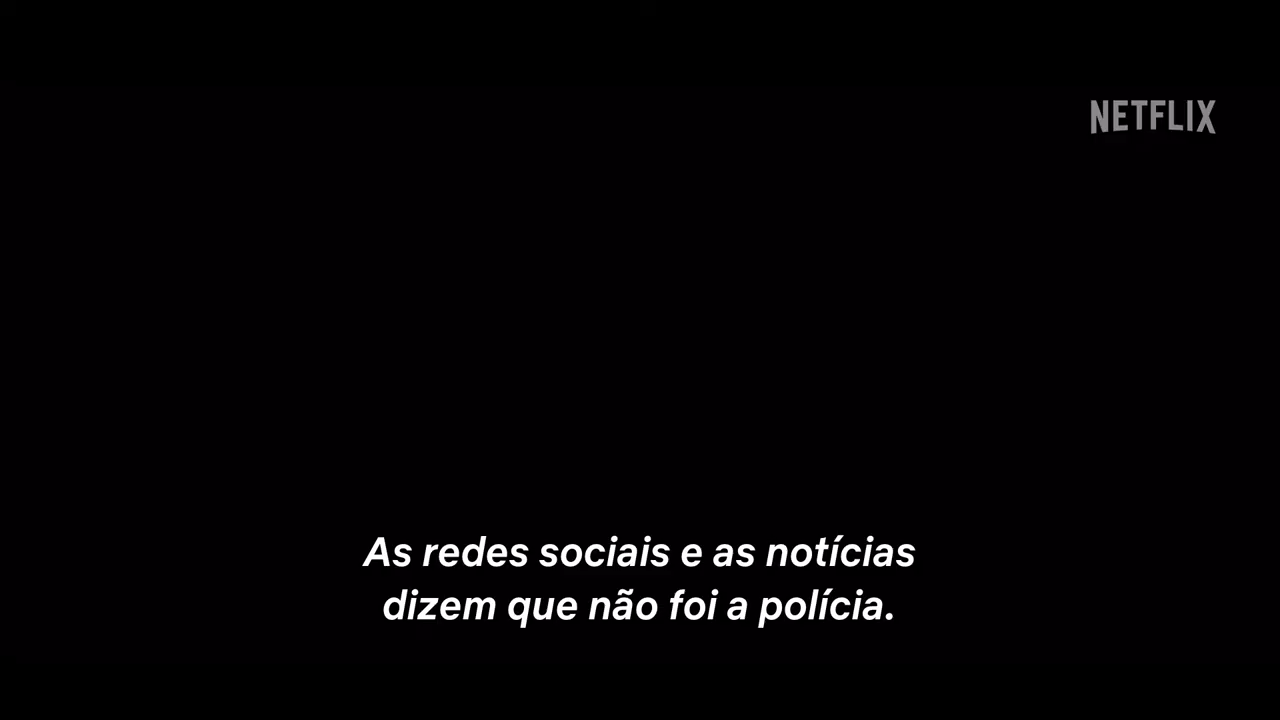 NETFLIX
As redes sociais e as notícias
dizem que não foi a polícia.